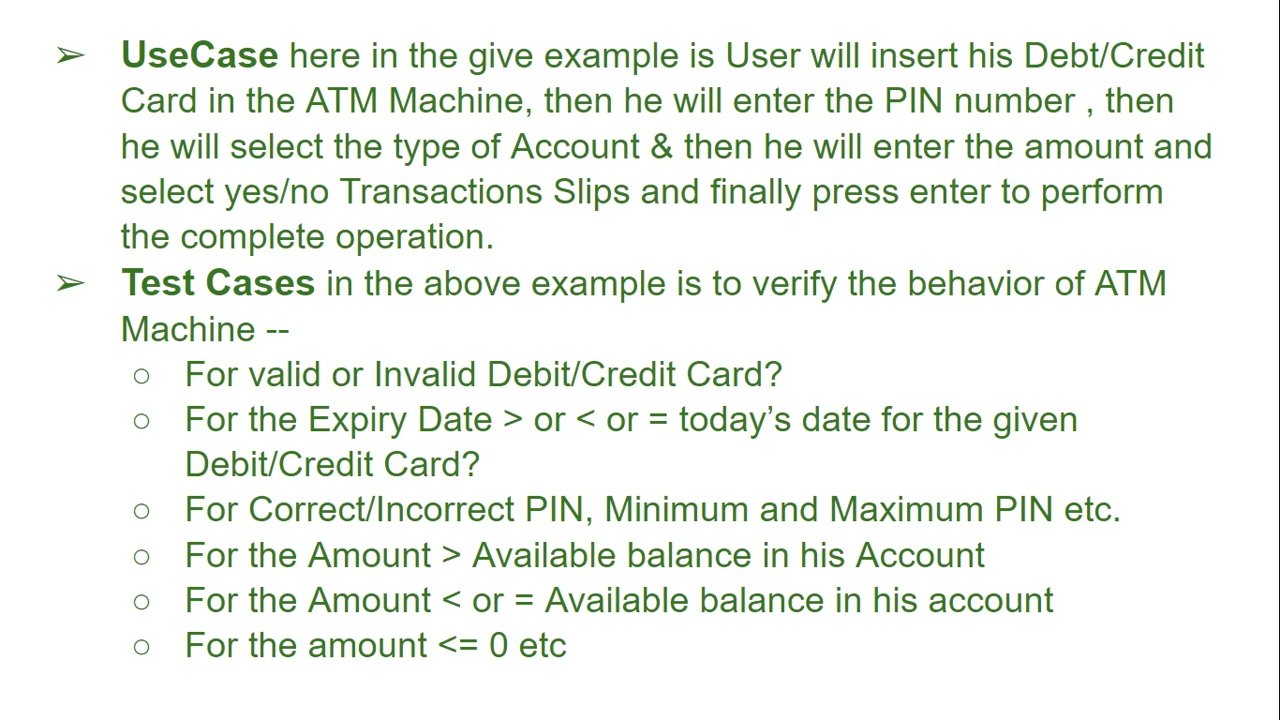 ➢ UseCase here in the give example is User will insert his Debt/Credit
Card in the ATM Machine, then he will enter the PIN number , then
he will select the type of Account & then he will enter the amount and
select yes/no Transactions Slips and finally press enter to perform
the complete operation.
➢ Test Cases in the above example is to verify the behavior of ATM
Machine --
○ For valid or Invalid Debit/Credit Card?
○ For the Expiry Date > or < or = today’s date for the given
Debit/Credit Card?
○ For Correct/Incorrect PIN, Minimum and Maximum PIN etc.
○ For the Amount > Available balance in his Account
○ For the Amount < or = Available balance in his account
○ For the amount <= 0 etc